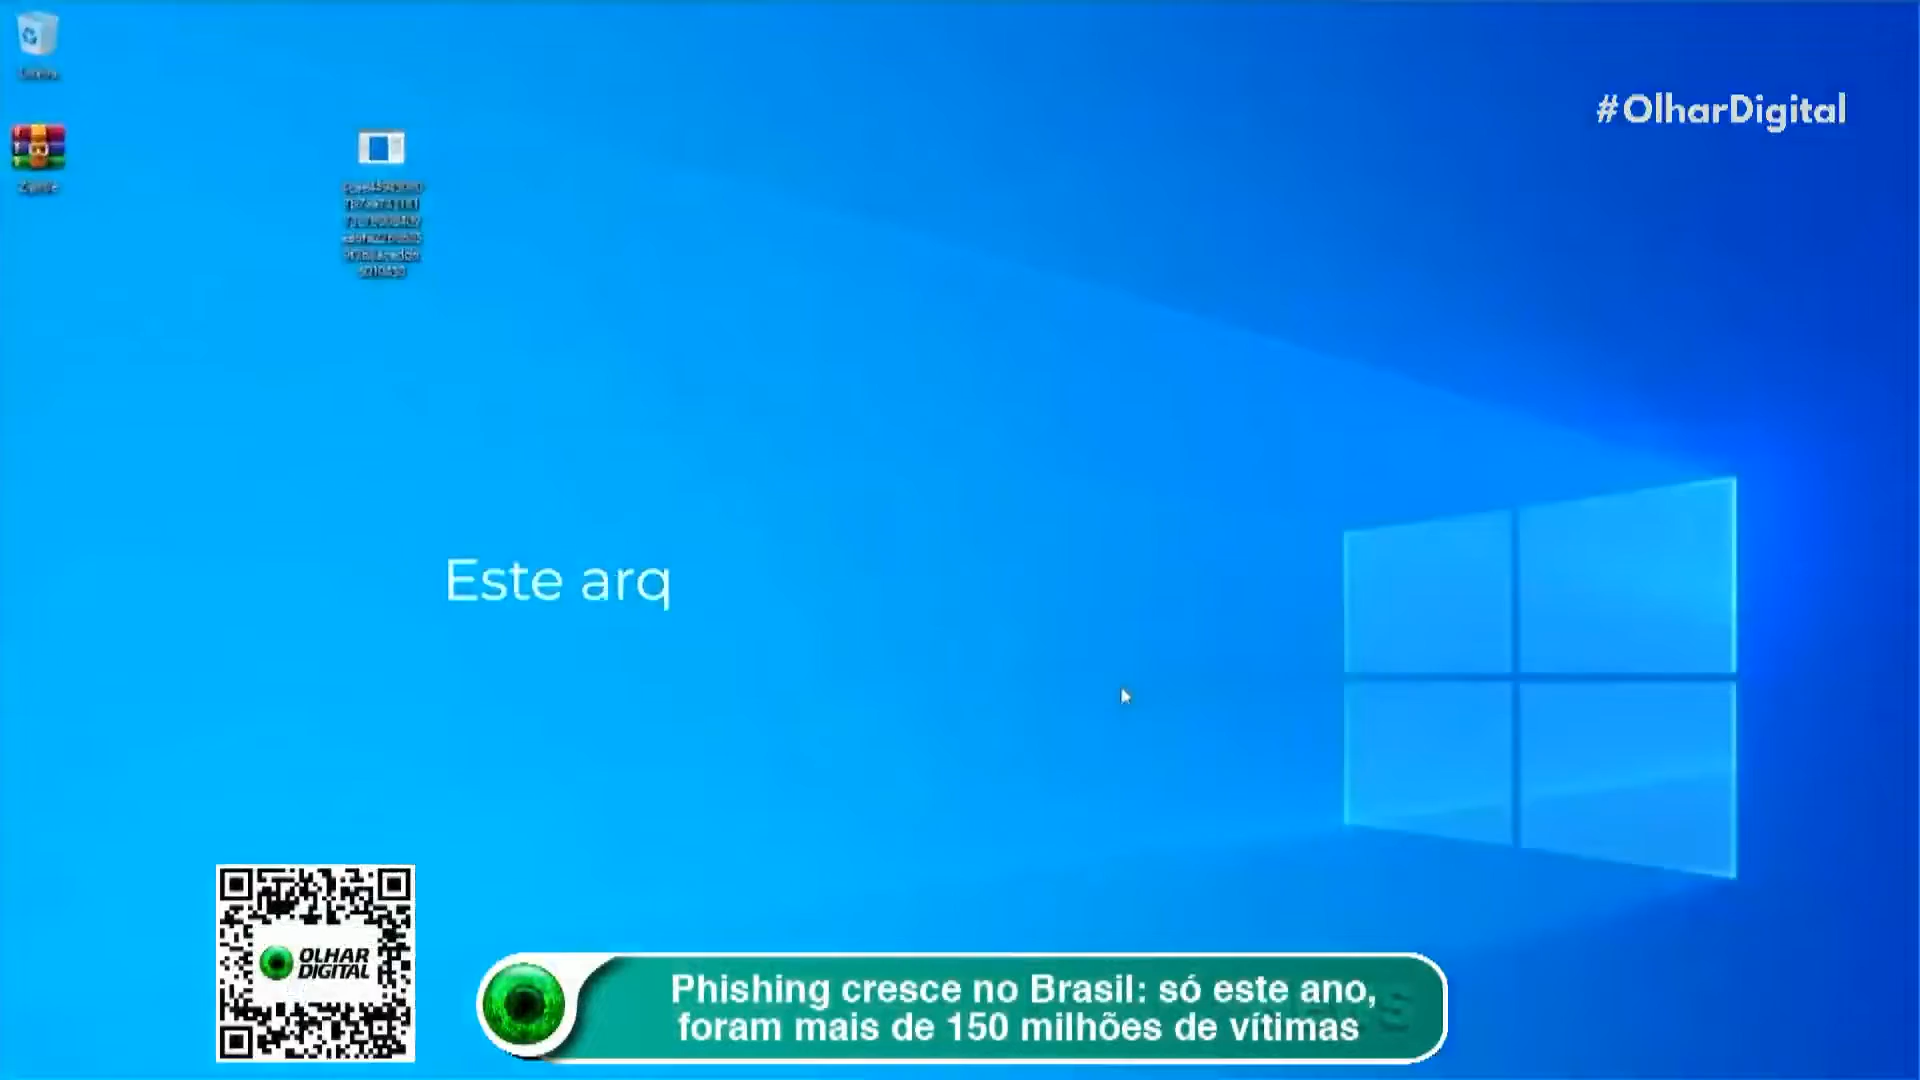 #OlharDigital
Este arq
OLHAR
DIGITAL
Phishing cresce no Brasil: só este ano,
foram mais de 150 milhões de vítimas